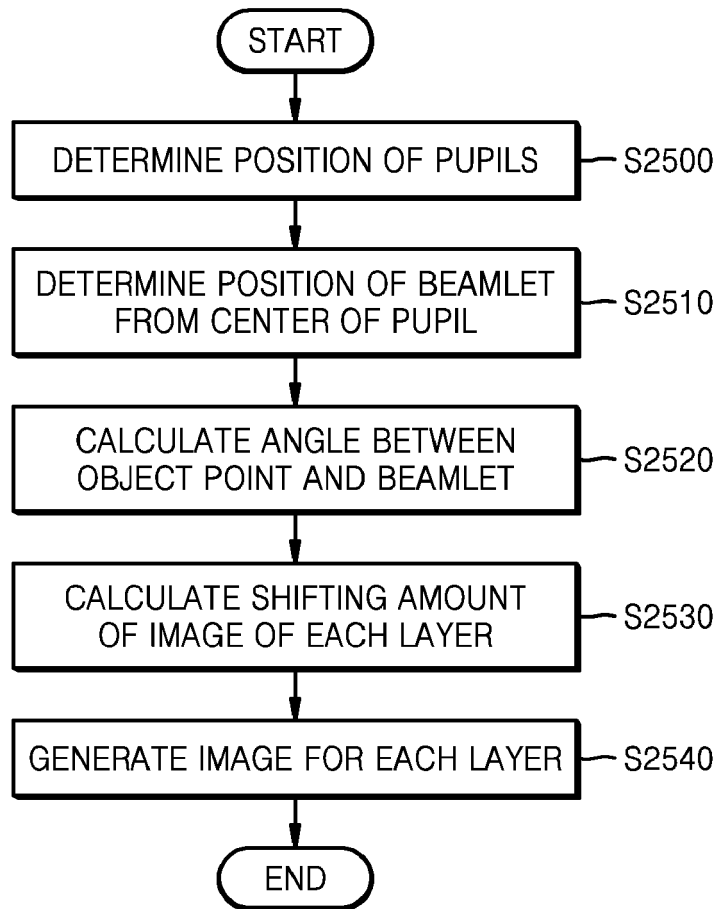 START
DETERMINE POSITION OF PUPILS
S2500
DETERMINE POSITION OF BEAMLET
FROM CENTER OF PUPIL
S2510
CALCULATE ANGLE BETWEEN
OBJECT POINT AND BEAMLET
S2520
CALCULATE SHIFTING AMOUNT
OF IMAGE OF EACH LAYER
S2530
GENERATE IMAGE FOR EACH LAYER
S2540
END